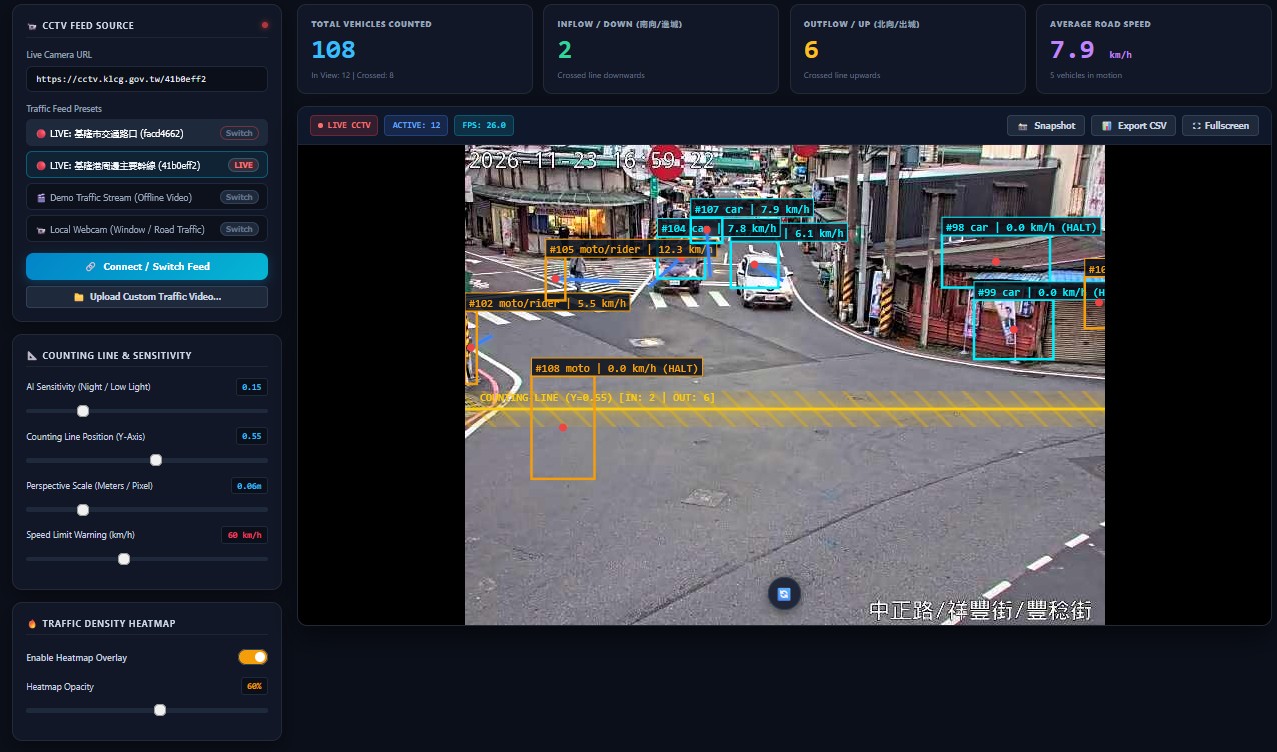 CCTV FEED SOURCE
Live Camera URL
https://cctv.klcg.gov.tw/41b0eff2
Traffic Feed Presets
LIVE: 基隆市交通路口 (facd4662)
Switch
LIVE: 基隆港周邊主要幹線 (41b0eff2)
LIVE
Demo Traffic Stream (Offline Video)
Switch
Local Webcam (Window / Road Traffic)
Switch
Connect / Switch Feed
Upload Custom Traffic Video...
COUNTING LINE & SENSITIVITY
AI Sensitivity (Night / Low Light)
0.15
Counting Line Position (Y-Axis)
0.55
Perspective Scale (Meters / Pixel)
0.06m
Speed Limit Warning (km/h)
60 km/h
TRAFFIC DENSITY HEATMAP
Enable Heatmap Overlay
Heatmap Opacity
60%
TOTAL VEHICLES COUNTED
108
In View: 12 | Crossed: 8
INFLOW / DOWN (南向/進城)
2
Crossed line downwards
OUTFLOW / UP (北向/出城)
6
Crossed line upwards
AVERAGE ROAD SPEED
7.9 km/h
5 vehicles in motion
LIVE CCTV
ACTIVE: 12
FPS: 26.0
Snapshot
Export CSV
Fullscreen
2026-11-23 16:59:22
#107 car | 7.9 km/h
#104 ca
7.8 km/h
| 6.1 km/h
#98 car | 0.0 km/h (HALT)
#105 moto/rider | 12.3 km/h
#10
#99 car | 0.0 km/h (H
#102 moto/rider | 5.5 km/h
#108 moto | 0.0 km/h (HALT)
COUNTING LINE (Y=0.55) [IN: 2 | OUT: 6]
中正路/祥豐街/豐稔街